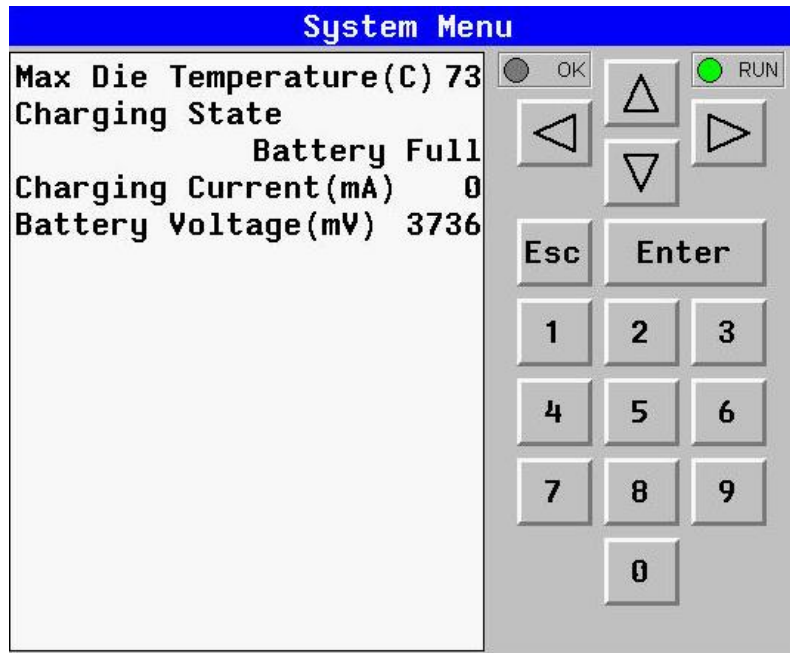 System Menu
Max Die Temperature(C) 73
Charging State
Battery Full
Charging Current(mA) 0
Battery Voltage(mV) 3736
OK
RUN
Esc
Enter
1
2
3
4
5
6
7
8
9
0